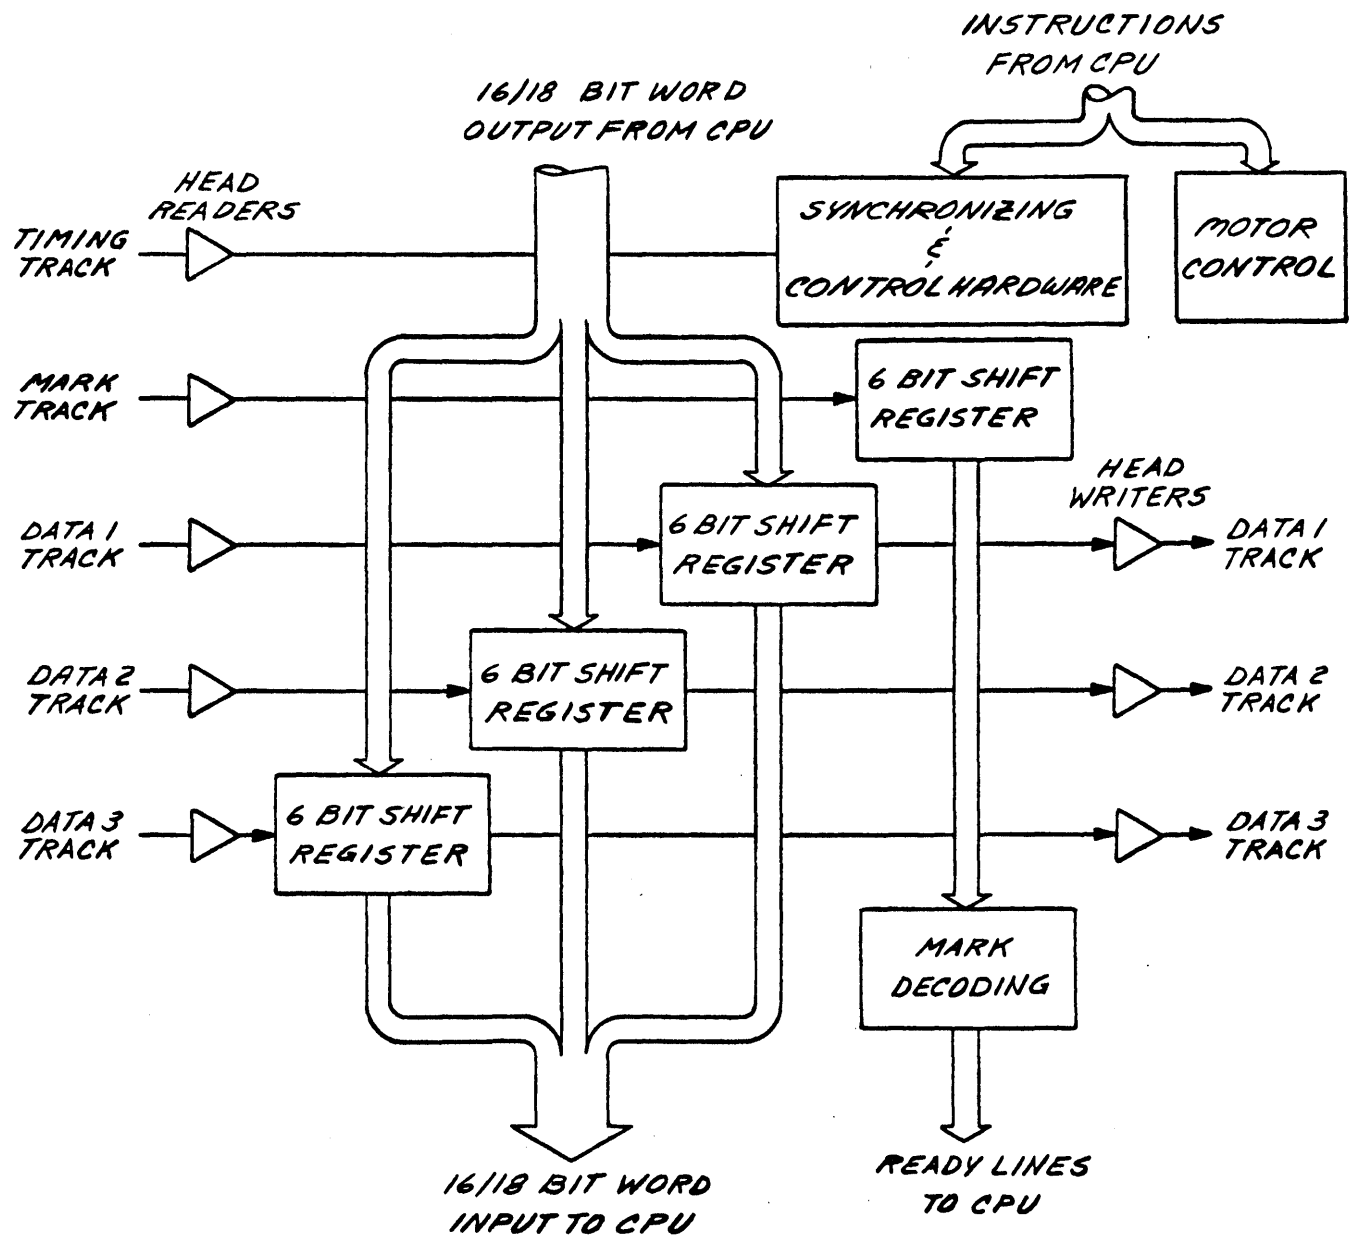 INSTRUCTIONS
FROM CPU
16/18 BIT WORD
OUTPUT FROM CPU
HEAD
READERS
TIMING
TRACK
SYNCHRONIZING
&
CONTROL HARDWARE
MOTOR
CONTROL
MARK
TRACK
6 BIT SHIFT
REGISTER
HEAD
WRITERS
DATA 1
TRACK
6 BIT SHIFT
REGISTER
DATA 1
TRACK
DATA 2
TRACK
6 BIT SHIFT
REGISTER
DATA 2
TRACK
DATA 3
TRACK
6 BIT SHIFT
REGISTER
DATA 3
TRACK
MARK
DECODING
16/18 BIT WORD
INPUT TO CPU
READY LINES
TO CPU